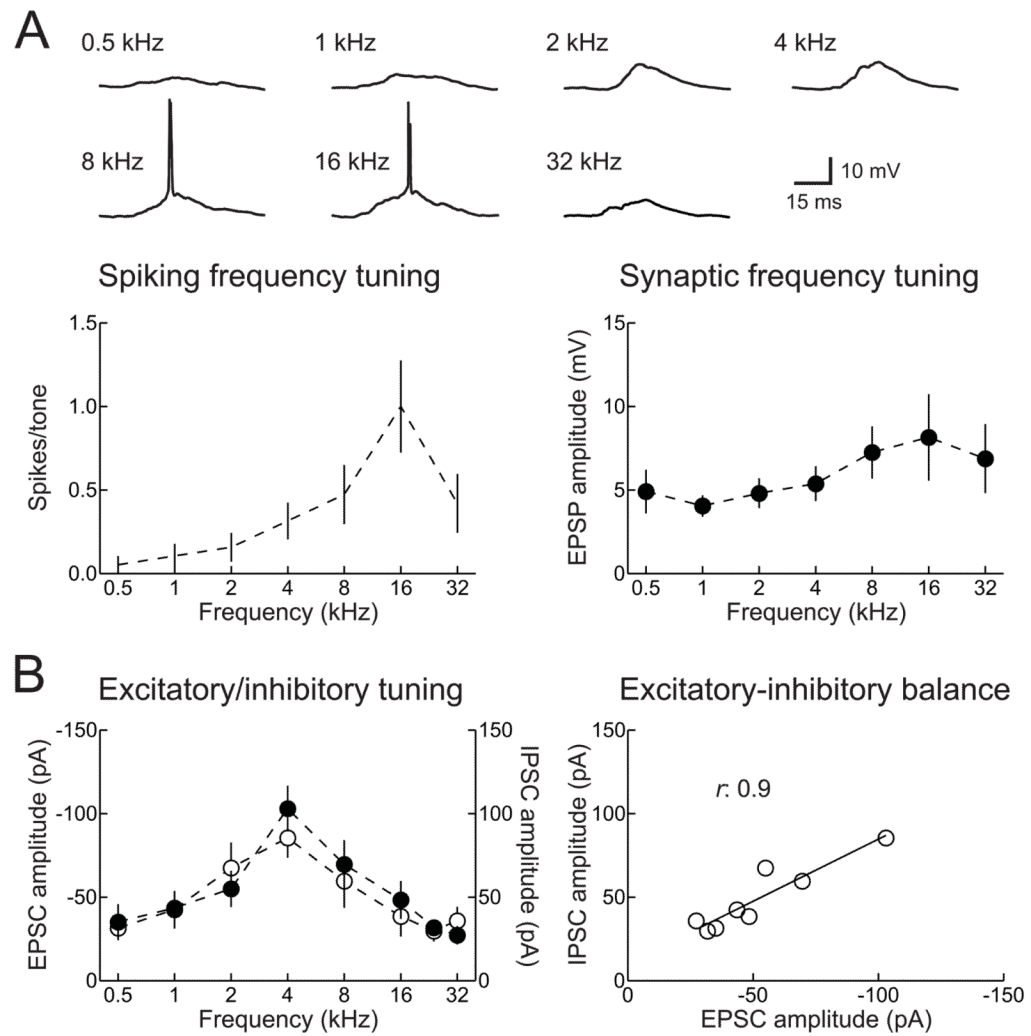 A
0.5 kHz
1 kHz
2 kHz
4 kHz
8 kHz
16 kHz
32 kHz
10 mV
15 ms
Spiking frequency tuning
1.5
1.0
0.5
0.0
Spikes/tone
0.5 1 2 4 8 16 32
Frequency (kHz)
Synaptic frequency tuning
15
10
5
0
EPSP amplitude (mV)
0.5 1 2 4 8 16 32
Frequency (kHz)
B
Excitatory/inhibitory tuning
-150
-100
-50
0
EPSC amplitude (pA)
150
100
50
0
IPSC amplitude (pA)
0.5 1 2 4 8 16 32
Frequency (kHz)
Excitatory-inhibitory balance
150
100
50
0
IPSC amplitude (pA)
r: 0.9
0 -50 -100 -150
EPSC amplitude (pA)